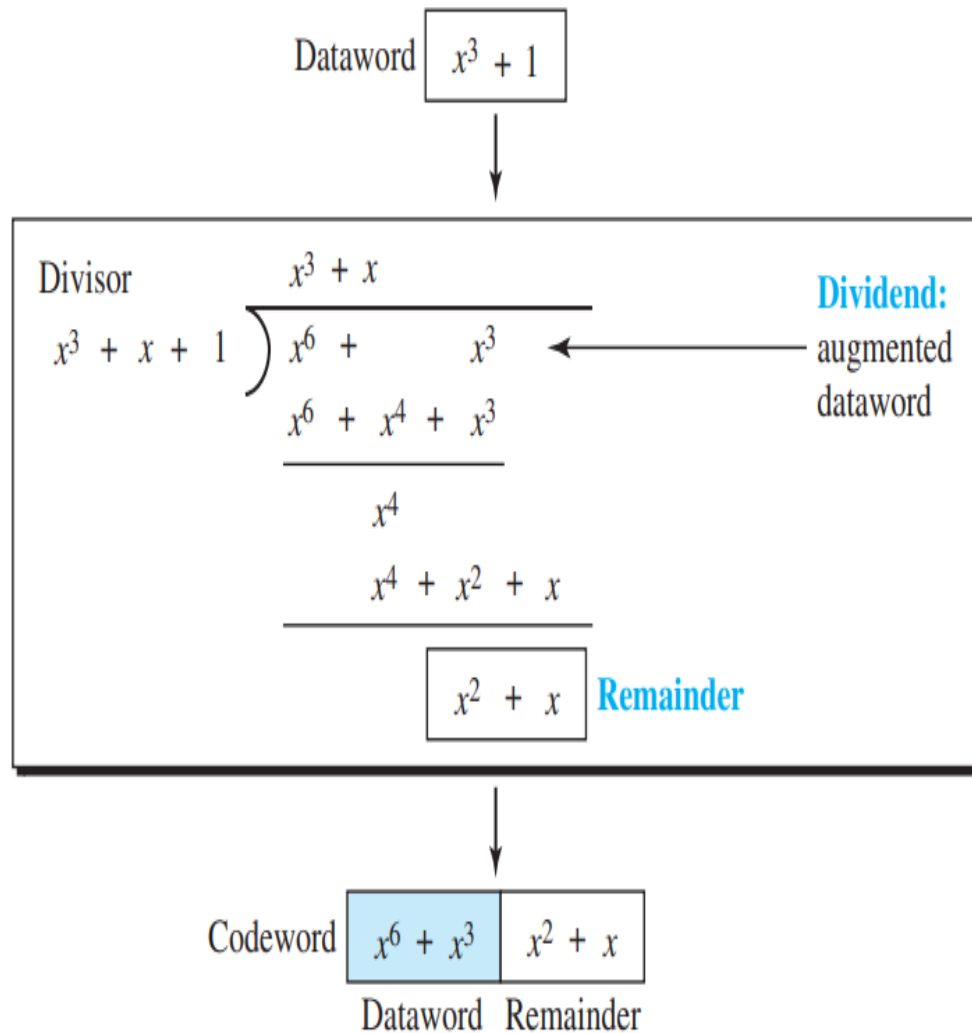 Dataword x³ + 1
Divisor
x³ + x
Dividend:
x³ + x + 1
x⁶ + x³
augmented
x⁶ + x⁴ + x³
dataword
x⁴
x⁴ + x² + x
x² + x Remainder
Codeword x⁶ + x³ x² + x
Dataword Remainder